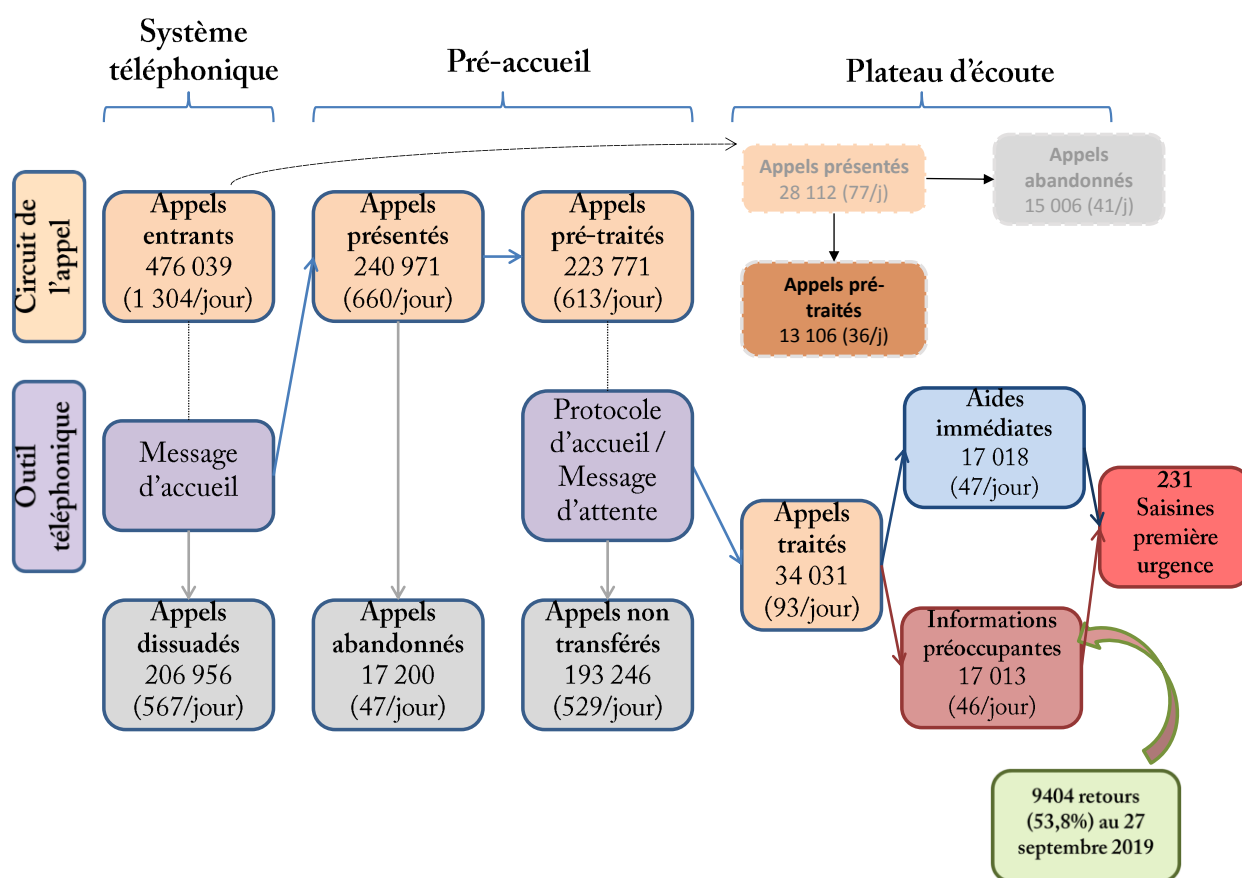 Système
téléphonique
Pré-accueil
Plateau d'écoute
Circuit de
l'appel
Appels
entrants
476 039
(1 304/jour)
Appels
présentés
240 971
(660/jour)
Appels
pré-traités
223 771
(613/jour)
Appels présentés
28 112 (77/j)
Appels
abandonnés
15 006 (41/j)
Appels pré-
traités
13 106 (36/j)
Outil
téléphonique
Message
d'accueil
Protocole
d'accueil /
Message
d'attente
Appels
traités
34 031
(93/jour)
Aides
immédiates
17 018
(47/jour)
231
Saisines
première
urgence
Appels
dissuadés
206 956
(567/jour)
Appels
abandonnés
17 200
(47/jour)
Appels non
transférés
193 246
(529/jour)
Informations
préoccupantes
17 013
(46/jour)
9404 retours
(53,8%) au 27
septembre 2019